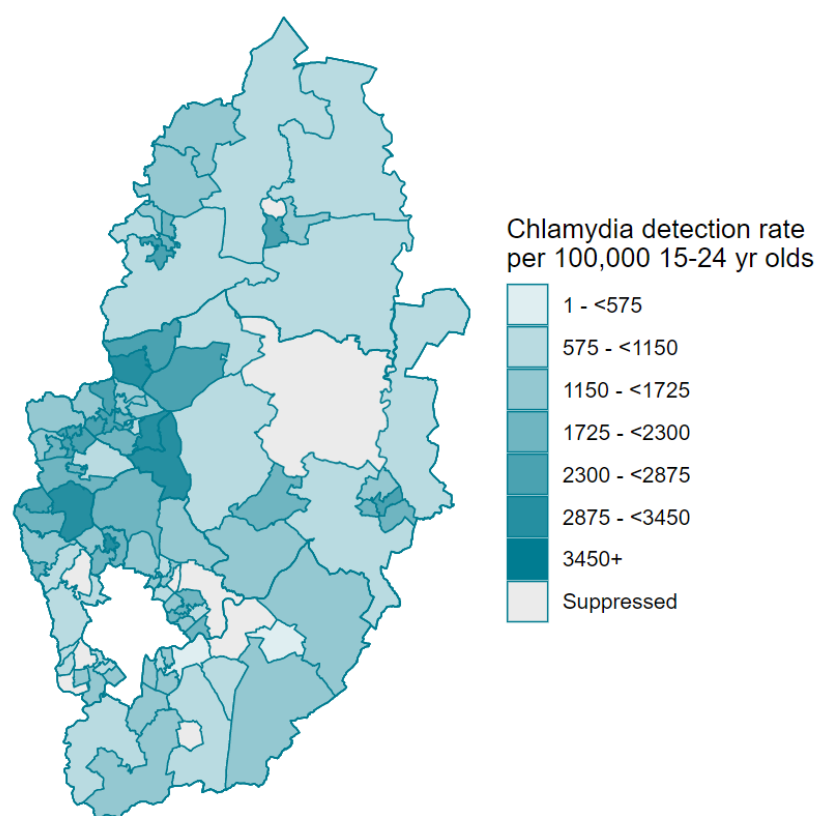 Chlamydia detection rate
per 100,000 15-24 yr olds
1 - <575
575 - <1150
1150 - <1725
1725 - <2300
2300 - <2875
2875 - <3450
3450+
Suppressed